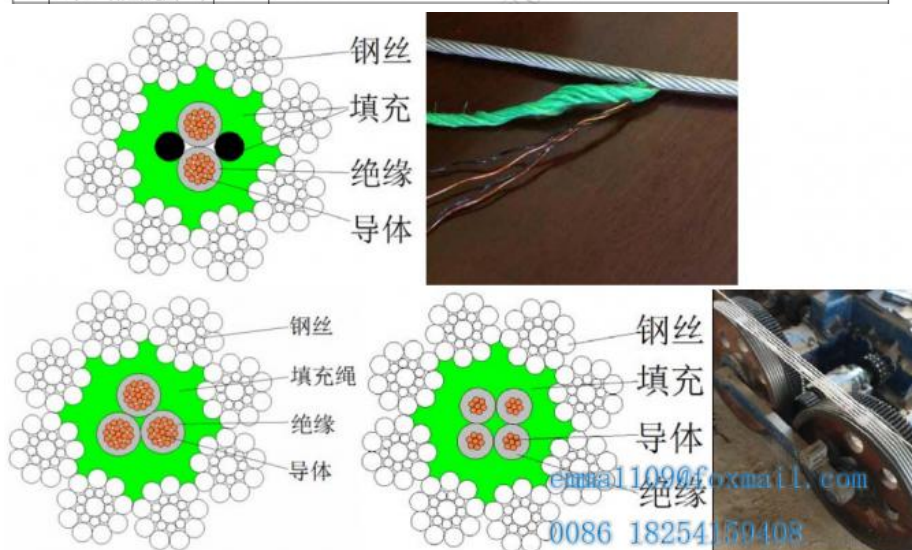 钢丝
填充
绝缘
导体
钢丝
填充绳
绝缘
导体
钢丝
填充
导体
绝缘
emmal109@foxmail.com
0086 18254159408